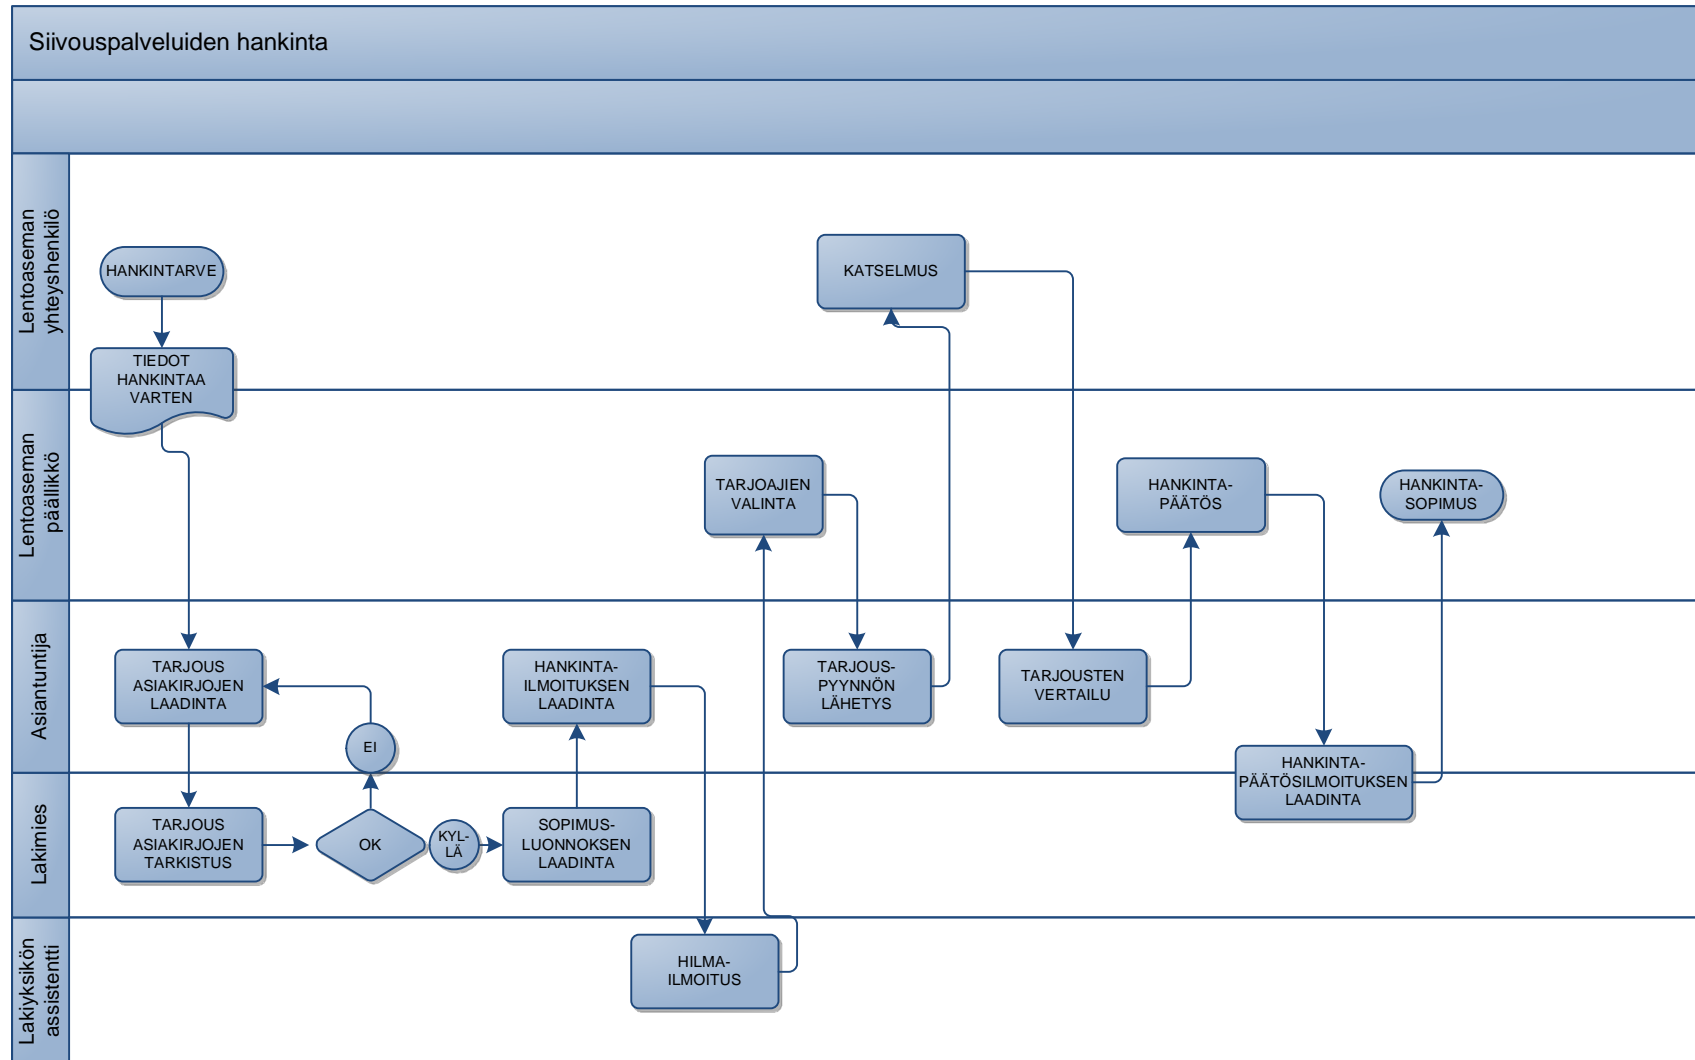 Siivouspalveluiden hankinta
Lentoaseman
yhteyshenkilö
HANKINTARVE
TIEDOT
HANKINTAA
VARTEN
KATSELMUS
Lentoaseman
päällikkö
TARJOAJIEN
VALINTA
HANKINTA-
PÄÄTÖS
HANKINTA-
SOPIMUS
Asiantuntija
TARJOUS
ASIAKIRJOJEN
LAADINTA
EI
HANKINTA-
ILMOITUKSEN
LAADINTA
TARJOUS-
PYYNNÖN
LÄHETYS
TARJOUSTEN
VERTAILU
HANKINTA-
PÄÄTÖSILMOITUKSEN
LAADINTA
Lakimies
TARJOUS
ASIAKIRJOJEN
TARKISTUS
OK
KYL-
LÄ
SOPIMUS-
LUONNOKSEN
LAADINTA
Lakiyksikön
assistentti
HILMA-
ILMOITUS